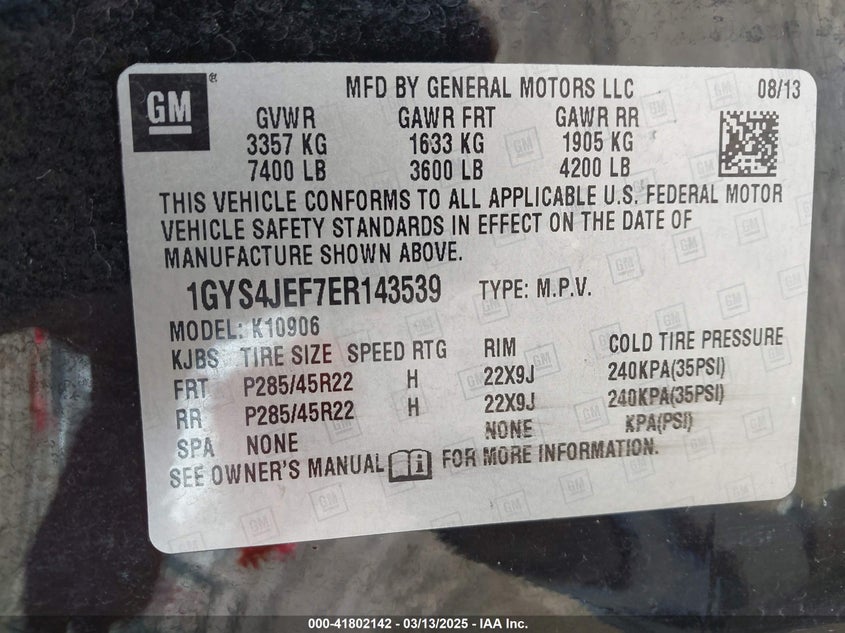 GM
MFD BY GENERAL MOTORS LLC 08/13
GVWR GAWR FRT GAWR RR
3357 KG 1633 KG 1905 KG
7400 LB 3600 LB 4200 LB
THIS VEHICLE CONFORMS TO ALL APPLICABLE U.S. FEDERAL MOTOR
VEHICLE SAFETY STANDARDS IN EFFECT ON THE DATE OF
MANUFACTURE SHOWN ABOVE.
1GYS4JEF7ER143539 TYPE: M.P.V.
MODEL: K10906
KJBS TIRE SIZE SPEED RTG RIM COLD TIRE PRESSURE
FRT P285/45R22 H 22X9J 240KPA(35PSI)
RR P285/45R22 H 22X9J 240KPA(35PSI)
SPA NONE NONE KPA(PSI)
SEE OWNER'S MANUAL FOR MORE INFORMATION.
000-41802142 - 03/13/2025 - IAA Inc.